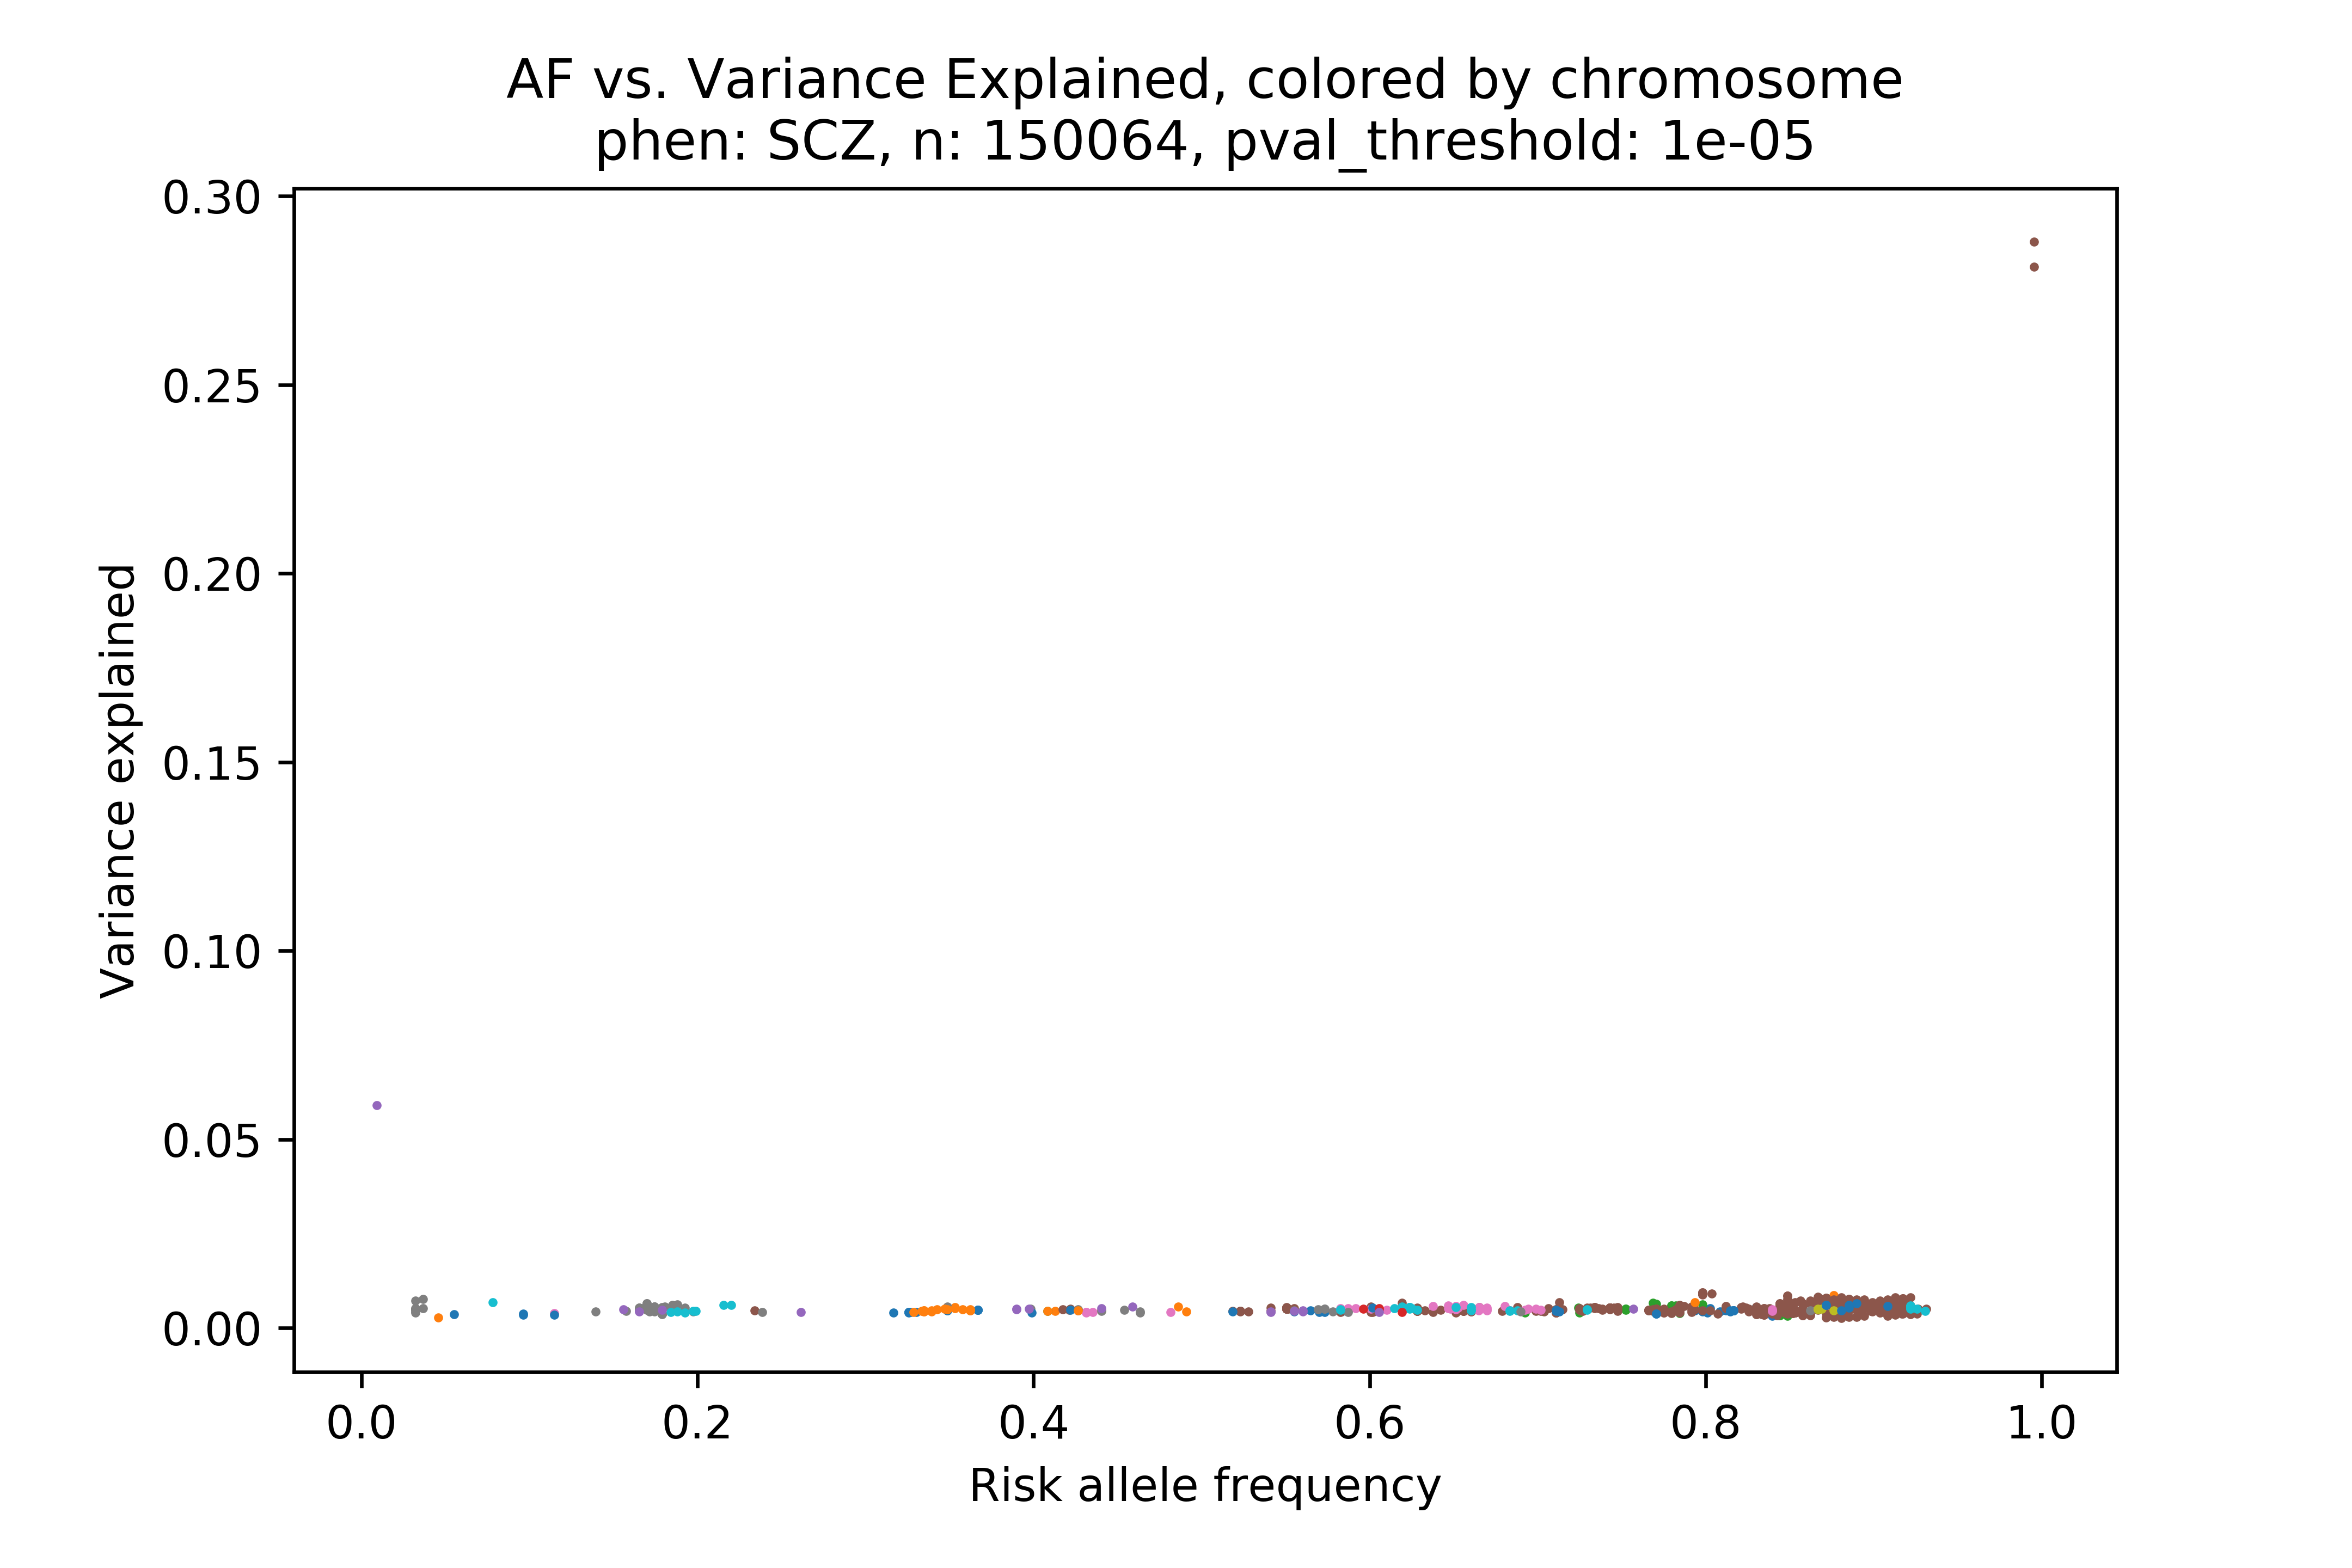 AF vs. Variance Explained, colored by chromosome
phen: SCZ, n: 150064, pval_threshold: 1e-05
0.30
0.25
0.20
0.15
0.10
0.05
0.00
Variance explained
0.0 0.2 0.4 0.6 0.8 1.0
Risk allele frequency